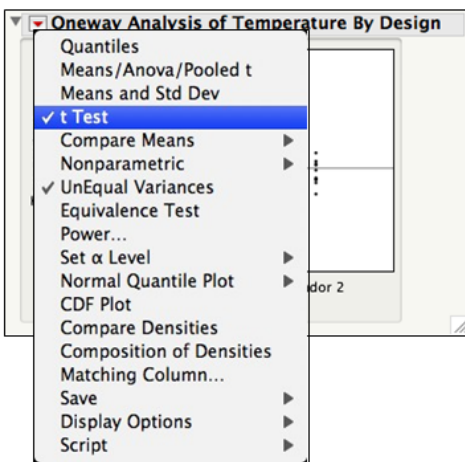 Oneway Analysis of Temperature By Design
Quantiles
Means/Anova/Pooled t
Means and Std Dev
✓ t Test
Compare Means
Nonparametric
✓ UnEqual Variances
Equivalence Test
Power...
Set α Level
Normal Quantile Plot
dor 2
CDF Plot
Compare Densities
Composition of Densities
Matching Column...
Save
Display Options
Script